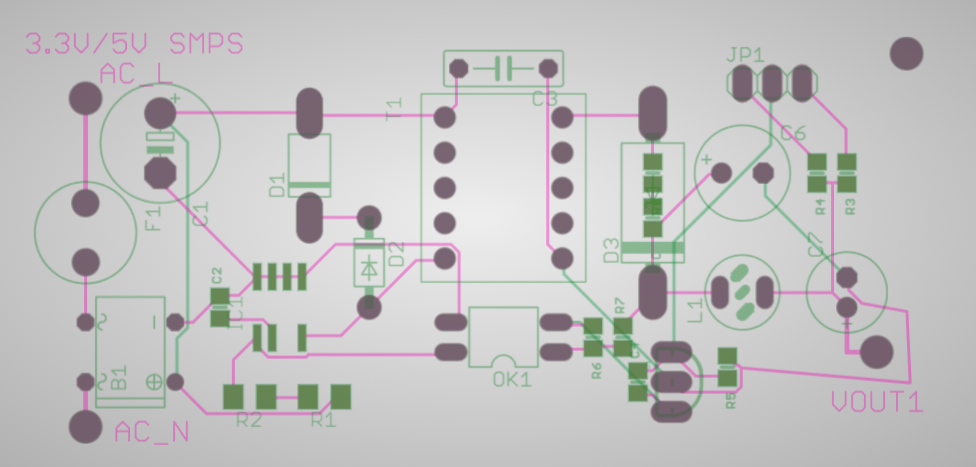 3.3V/5V SMPS
AC_L
JP1
+
T1
C3
C6
+
F1
C1
D1
D2
D3
R4
R3
C7
C2
IC1
L1
R7
+
B1
OK1
R6
R5
R2
R1
AC_N
VOUT1